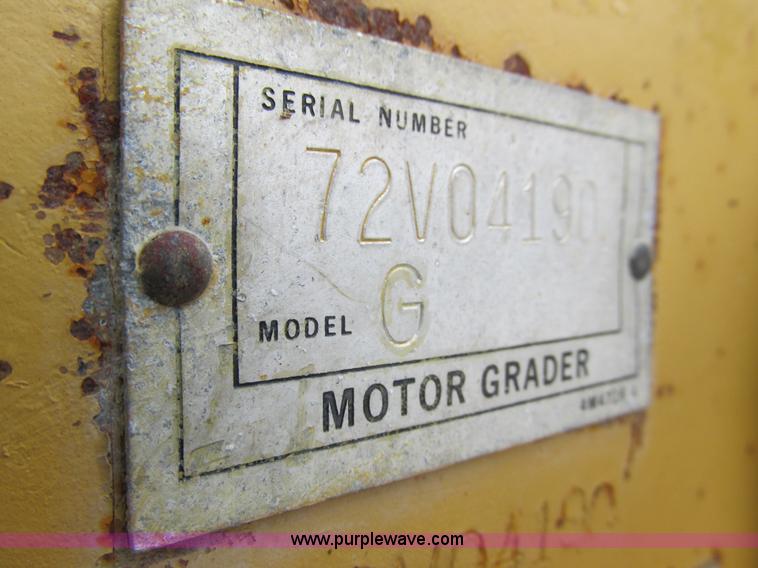 SERIAL NUMBER
72V04190
MODEL G
MOTOR GRADER
www.purplewave.com